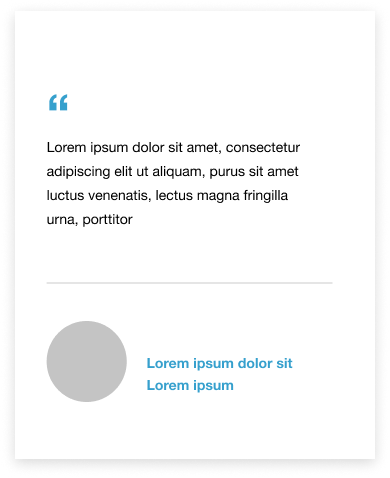 “
Lorem ipsum dolor sit amet, consectetur
adipiscing elit ut aliquam, purus sit amet
luctus venenatis, lectus magna fringilla
urna, porttitor
Lorem ipsum dolor sit
Lorem ipsum